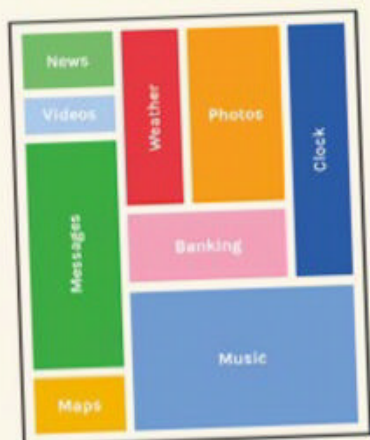 News
Videos
Messages
Maps
Weather
Photos
Clock
Banking
Music